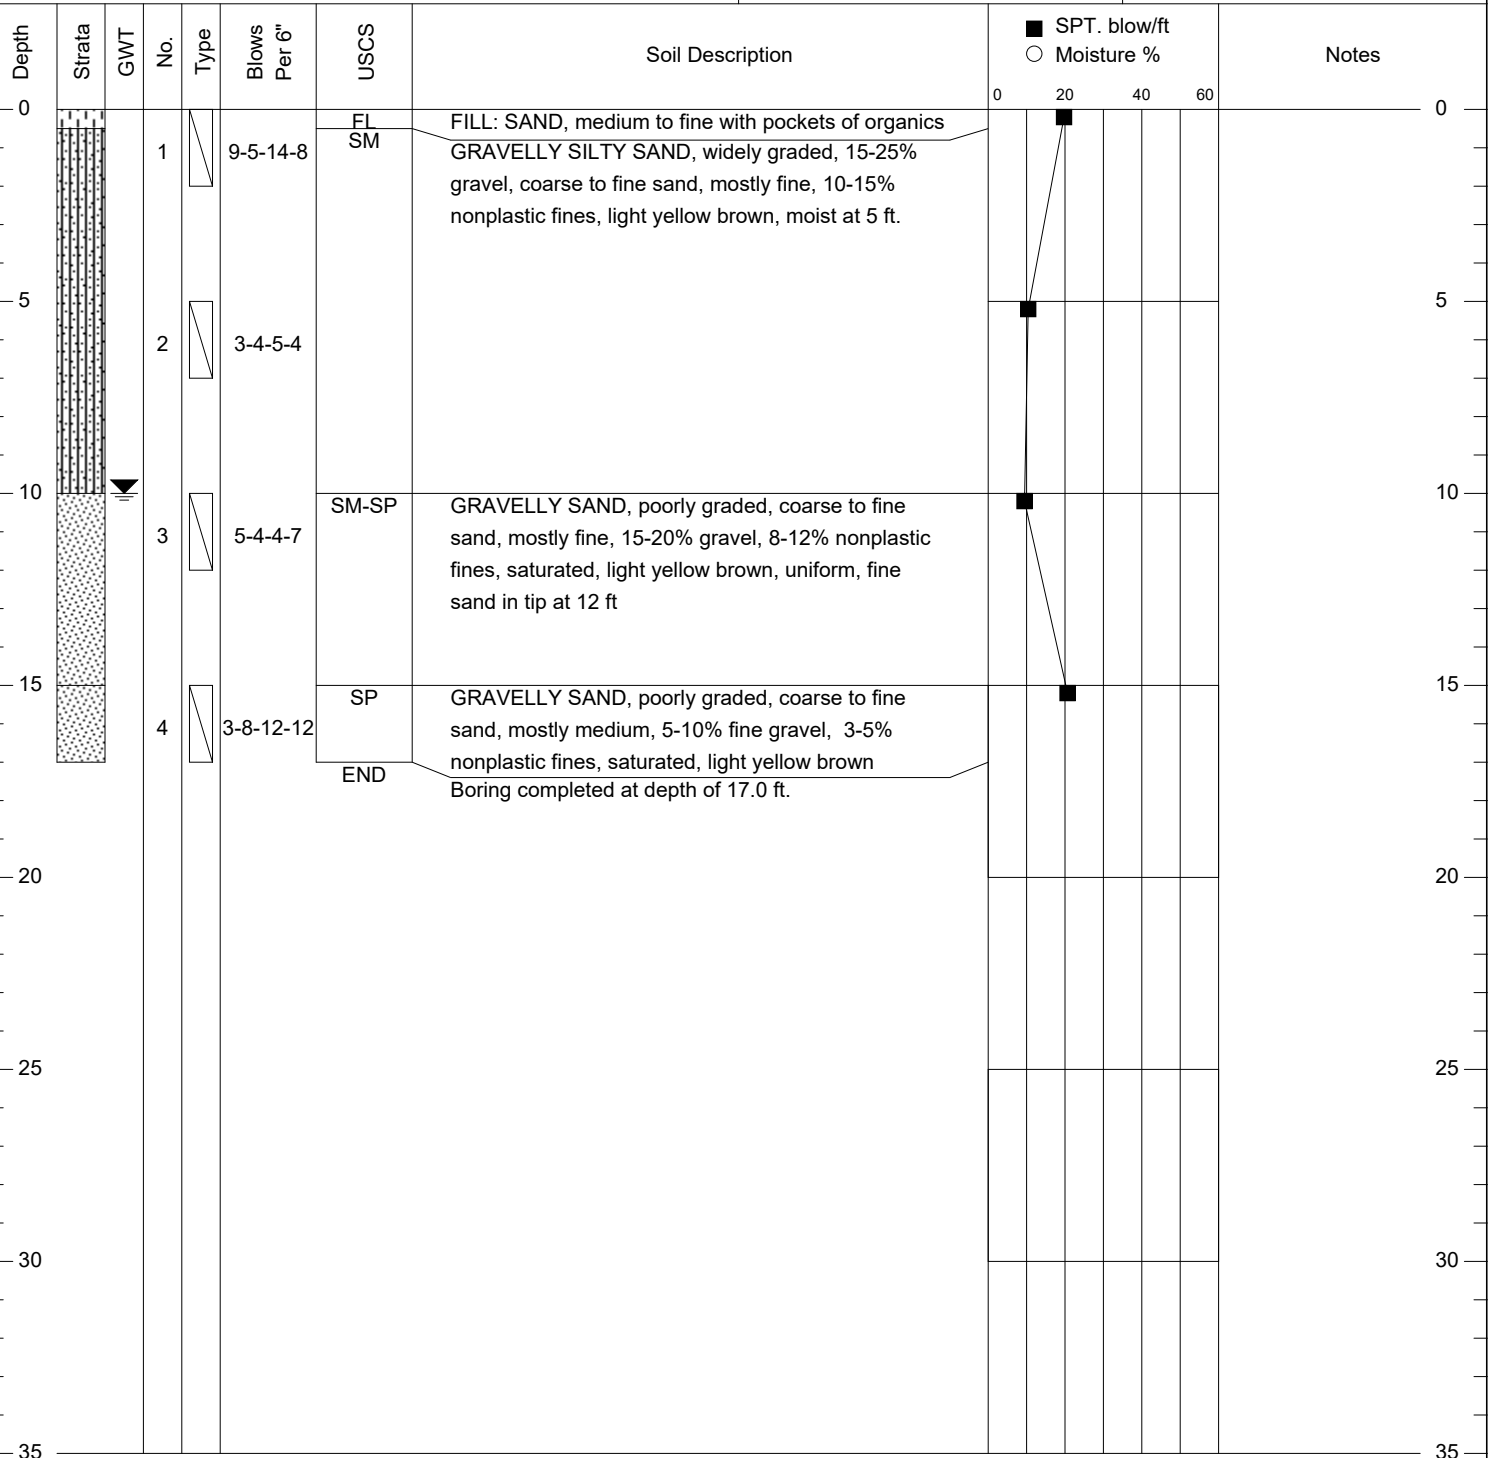 Depth Strata GWT No. Type Blows Per 6" USCS Soil Description ■ SPT. blow/ft Notes
○ Moisture %
0 20 40 60
0 0
FL FILL: SAND, medium to fine with pockets of organics
SM
1 9-5-14-8 GRAVELLY SILTY SAND, widely graded, 15-25%
gravel, coarse to fine sand, mostly fine, 10-15%
nonplastic fines, light yellow brown, moist at 5 ft.
5 5
2 3-4-5-4
10 10
SM-SP GRAVELLY SAND, poorly graded, coarse to fine
3 5-4-4-7 sand, mostly fine, 15-20% gravel, 8-12% nonplastic
fines, saturated, light yellow brown, uniform, fine
sand in tip at 12 ft
15 15
SP GRAVELLY SAND, poorly graded, coarse to fine
4 3-8-12-12 sand, mostly medium, 5-10% fine gravel, 3-5%
nonplastic fines, saturated, light yellow brown
END
Boring completed at depth of 17.0 ft.
20 20
25 25
30 30
35 35